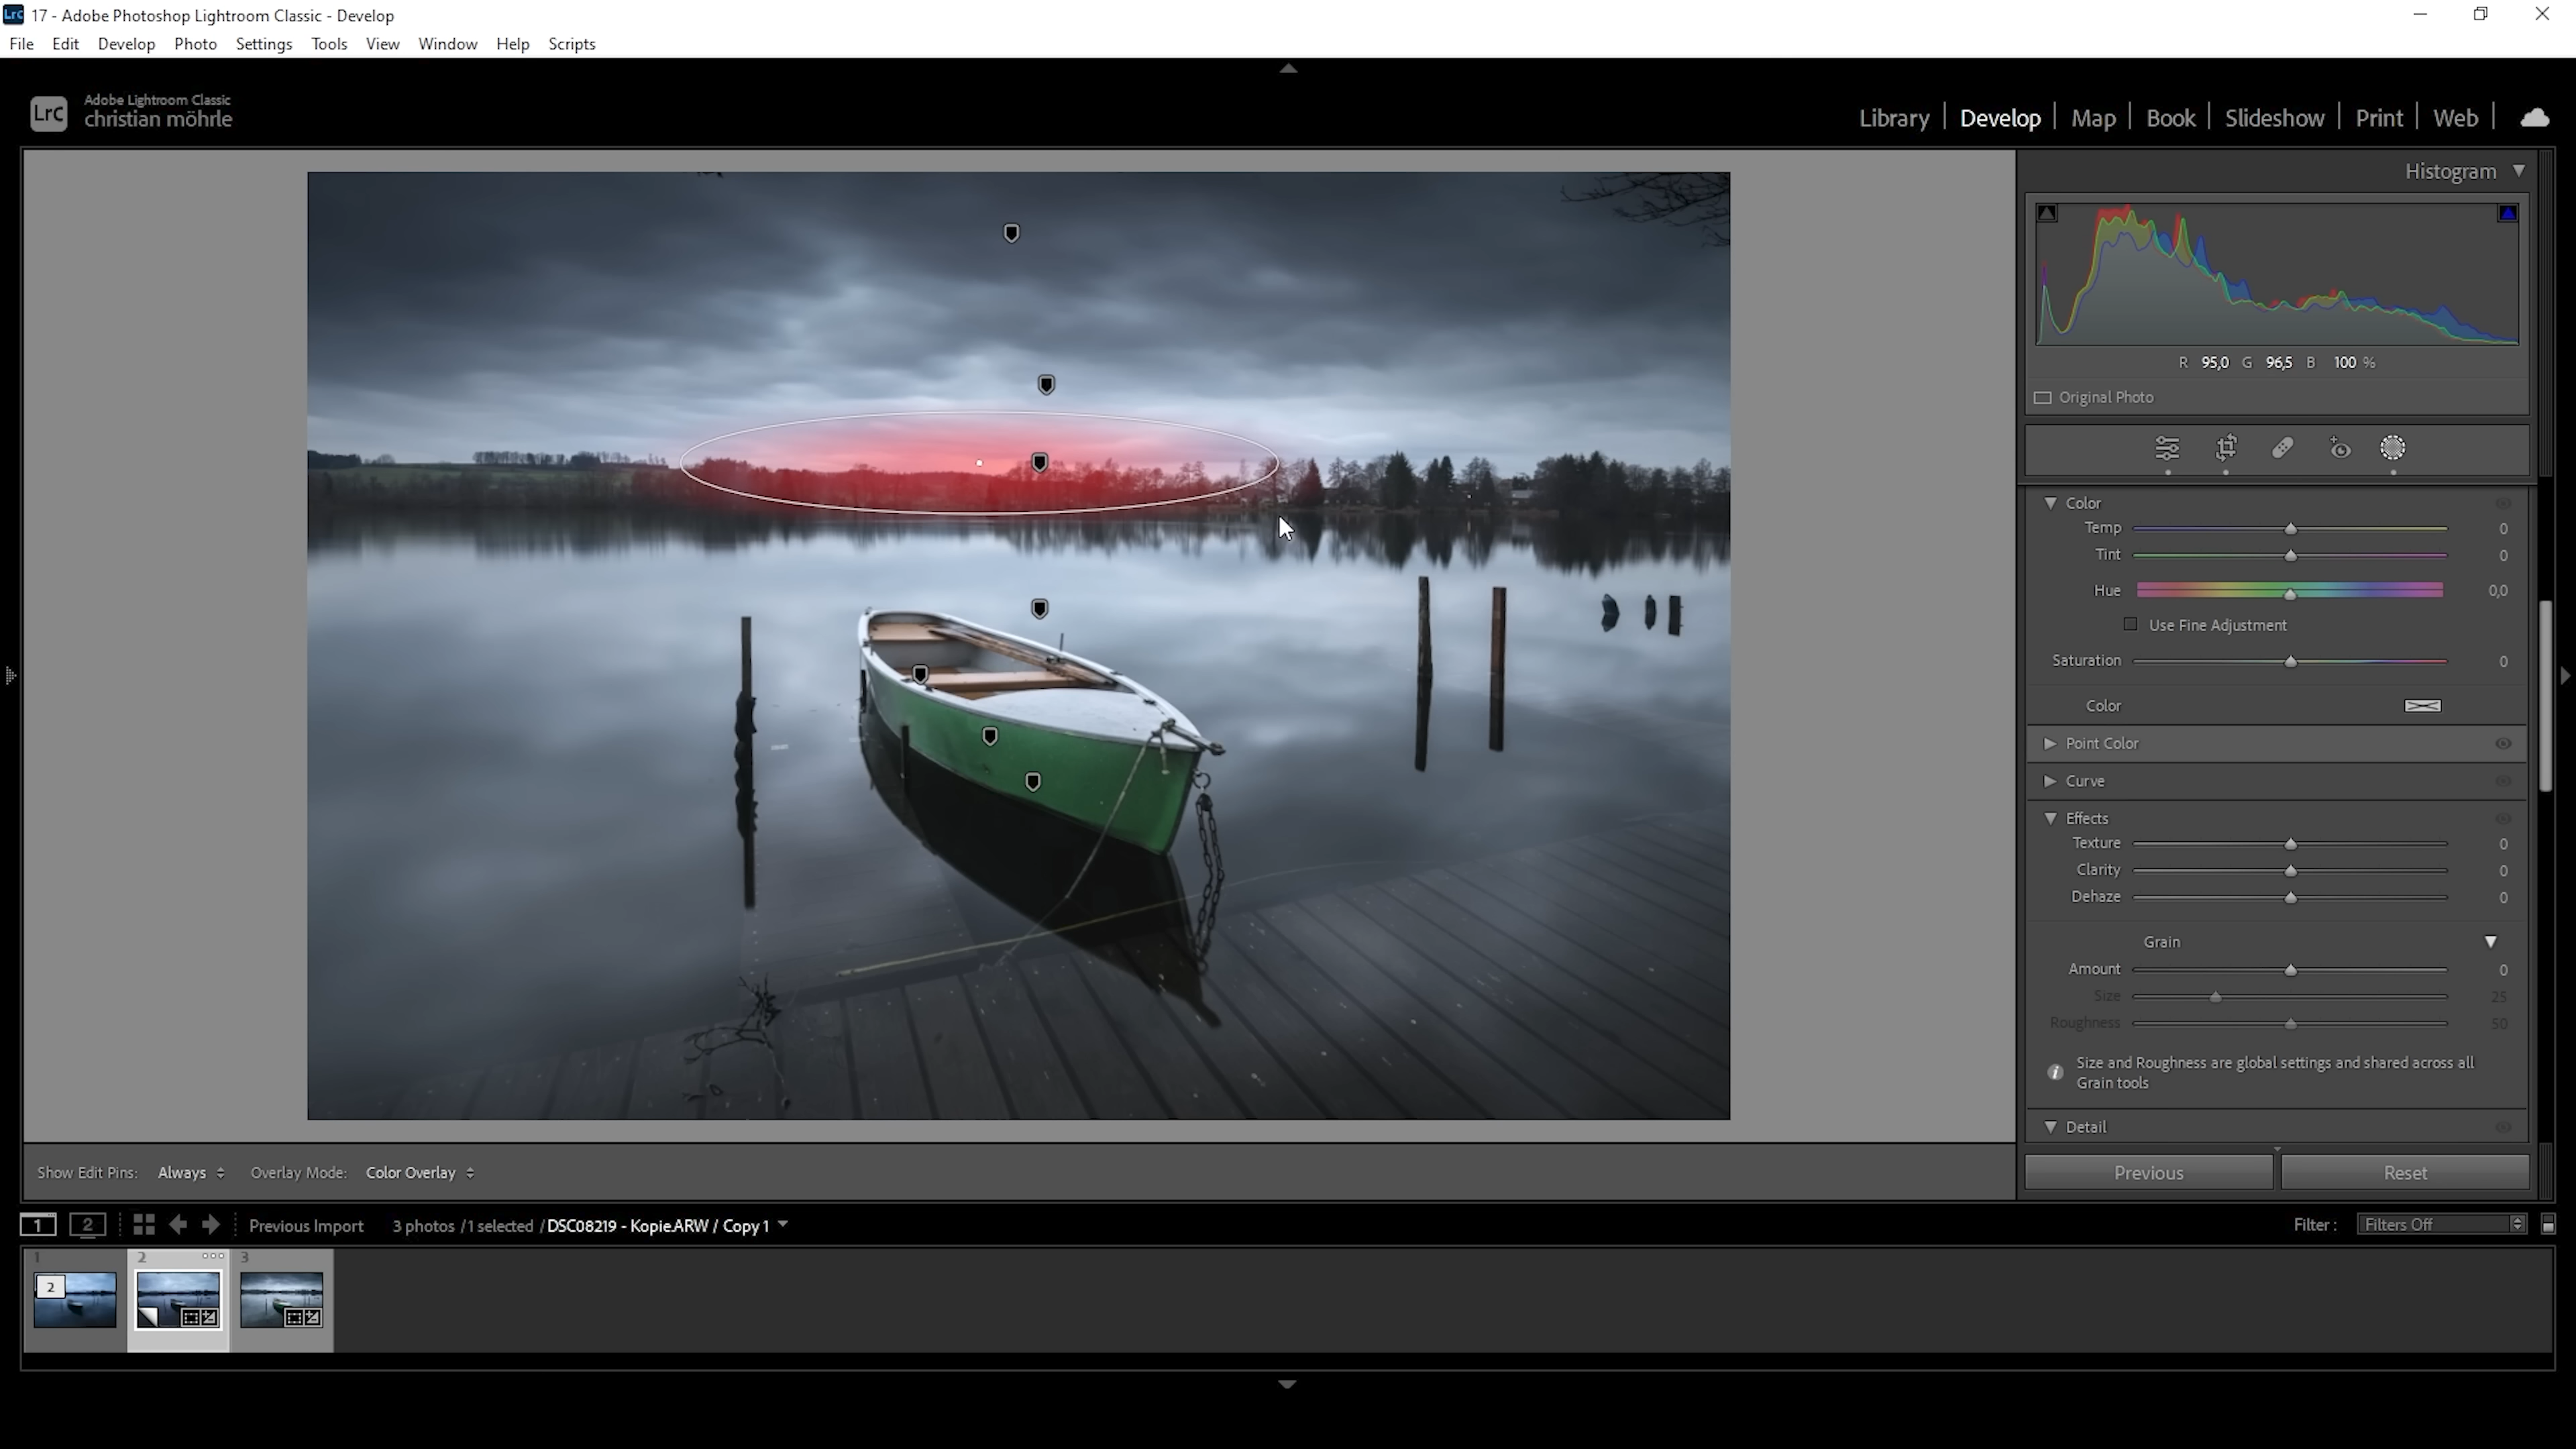 Lrc 17 - Adobe Photoshop Lightroom Classic - Develop
File Edit Develop Photo Settings Tools View Window Help Scripts
Lrc Adobe Lightroom Classic
christian möhrle
Library | Develop | Map | Book | Slideshow | Print | Web |
Histogram
R 95,0 G 96,5 B 100 %
Original Photo
Color
Temp 0
Tint 0
Hue 0,0
Use Fine Adjustment
Saturation 0
Color
Point Color
Curve
Effects
Texture 0
Clarity 0
Dehaze 0
Grain
Amount 0
Size 25
Roughness 50
Size and Roughness are global settings and shared across all
Grain tools
Detail
Show Edit Pins: Always Overlay Mode: Color Overlay
Previous Reset
1 2 Previous Import 3 photos /1 selected /DSC08219 - Kopie.ARW / Copy 1 Filter : Filters Off
1 2 3
2